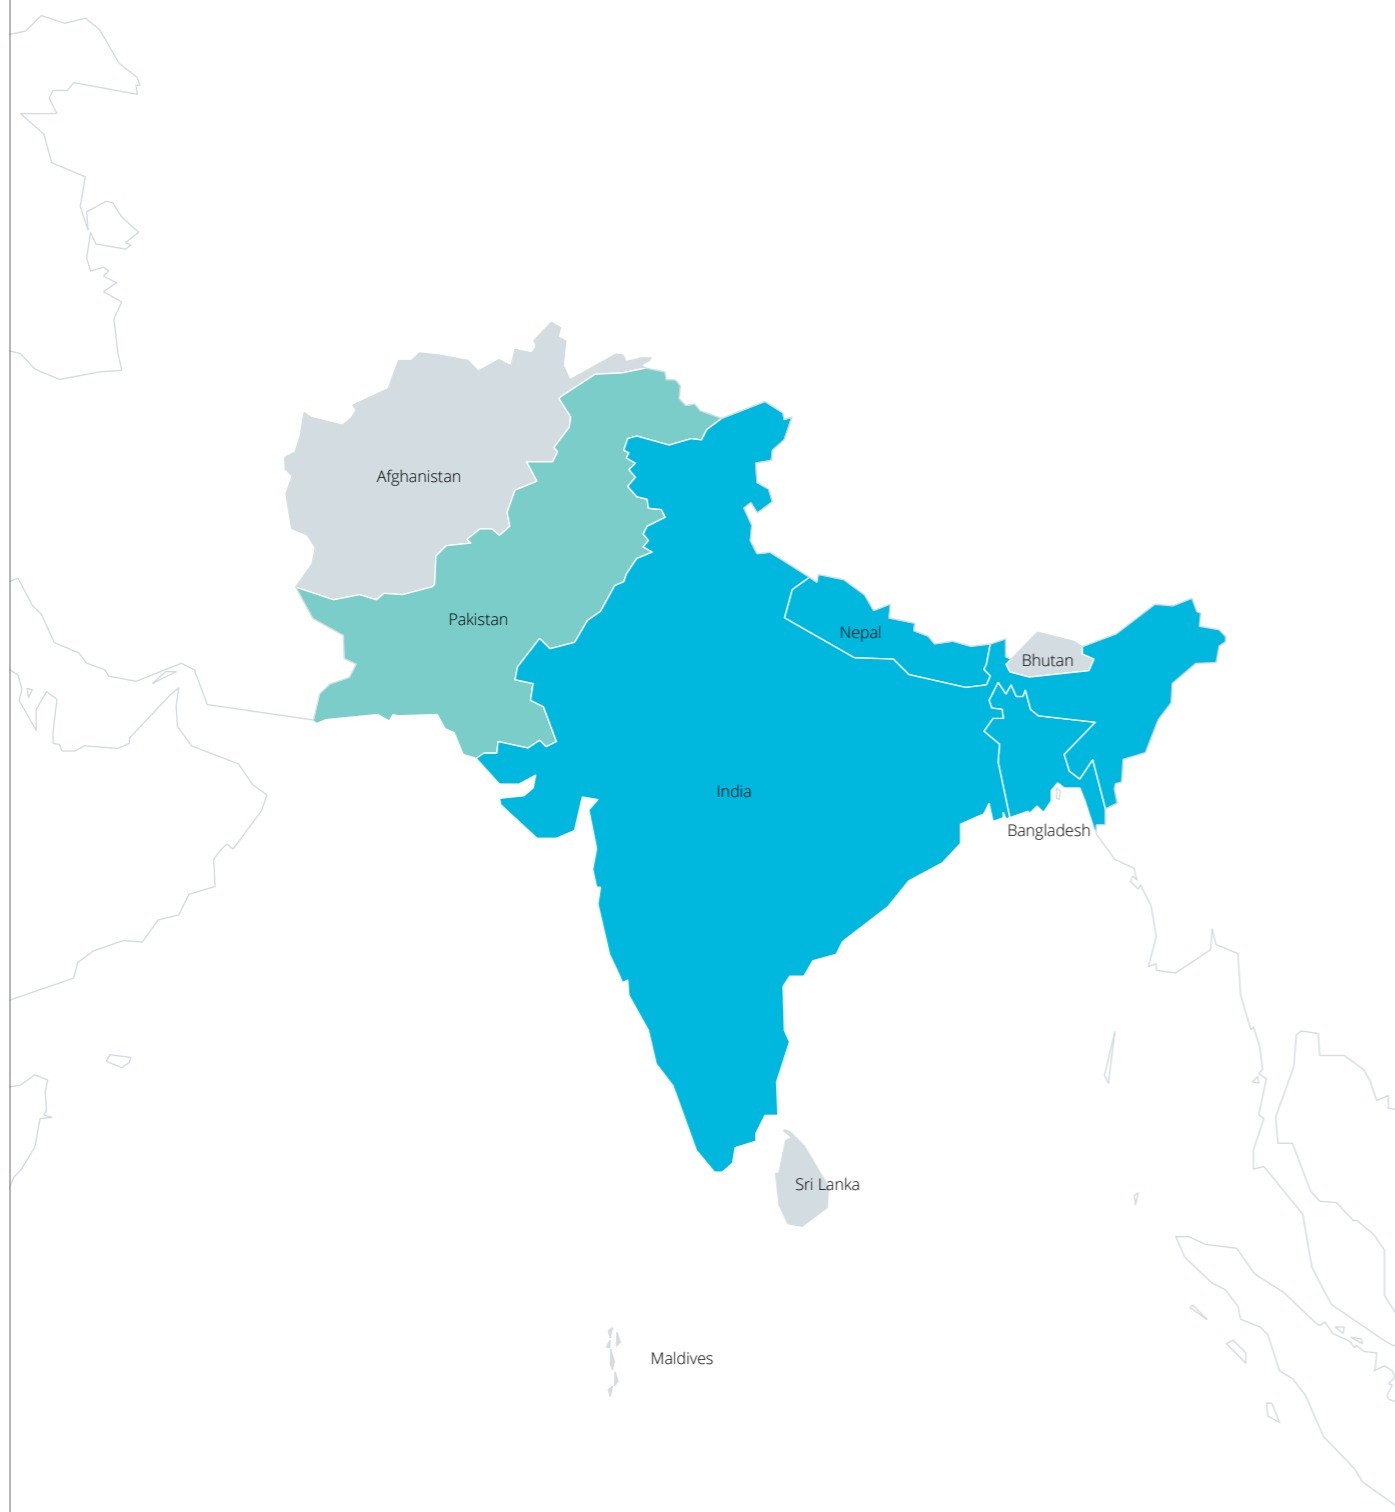 Afghanistan
Pakistan
Nepal
Bhutan
India
Bangladesh
Sri Lanka
Maldives